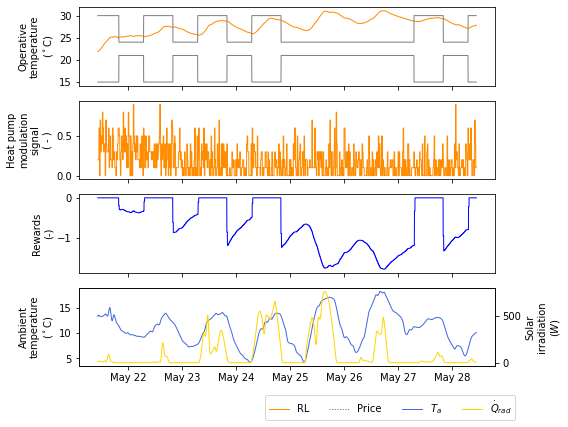 Operative
temperature
(°C)
30
25
20
15
Heat pump
modulation
signal
( - )
0.5
0.0
Rewards
(-)
0
−1
Ambient
temperature
(°C)
15
10
5
500
0
Solar
irradiation
(W)
May 22 May 23 May 24 May 25 May 26 May 27 May 28
RL Price T_a Q̇_rad